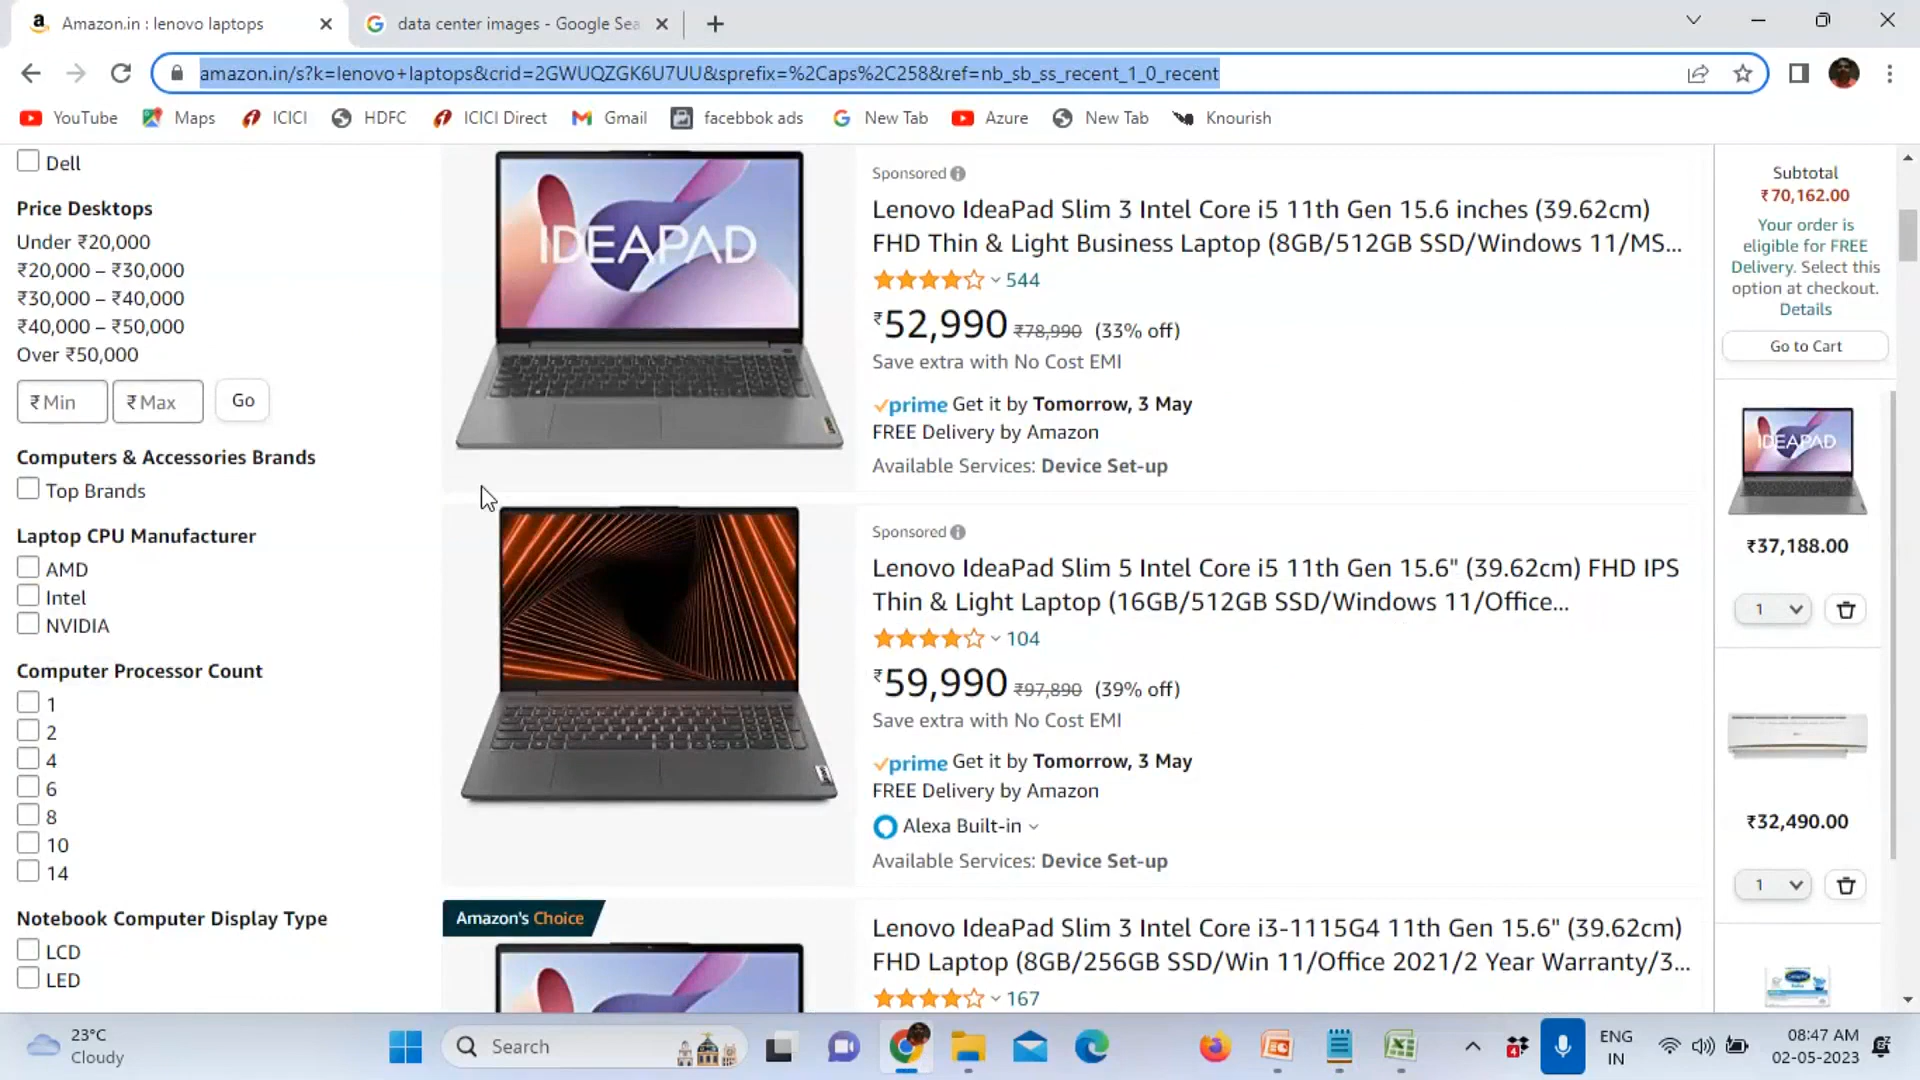 Amazon.in : lenovo laptops
data center images - Google Sea
amazon.in/s?k=lenovo+laptops&crid=2GWUQZGK6U7UU&sprefix=%2Caps%2C258&ref=nb_sb_ss_recent_1_0_recent
YouTube Maps ICICI HDFC ICICI Direct Gmail facebbok ads New Tab Azure New Tab Knourish
Dell
Price Desktops
Under ₹20,000
₹20,000 – ₹30,000
₹30,000 – ₹40,000
₹40,000 – ₹50,000
Over ₹50,000
₹ Min ₹ Max Go
Computers & Accessories Brands
Top Brands
Laptop CPU Manufacturer
AMD
Intel
NVIDIA
Computer Processor Count
1
2
4
6
8
10
14
Notebook Computer Display Type
LCD
LED
IDEAPAD
Sponsored
Lenovo IdeaPad Slim 3 Intel Core i5 11th Gen 15.6 inches (39.62cm)
FHD Thin & Light Business Laptop (8GB/512GB SSD/Windows 11/MS...
544
₹52,990 ₹78,990 (33% off)
Save extra with No Cost EMI
prime Get it by Tomorrow, 3 May
FREE Delivery by Amazon
Available Services: Device Set-up
Sponsored
Lenovo IdeaPad Slim 5 Intel Core i5 11th Gen 15.6" (39.62cm) FHD IPS
Thin & Light Laptop (16GB/512GB SSD/Windows 11/Office...
104
₹59,990 ₹97,890 (39% off)
Save extra with No Cost EMI
prime Get it by Tomorrow, 3 May
FREE Delivery by Amazon
Alexa Built-in
Available Services: Device Set-up
Amazon's Choice
Lenovo IdeaPad Slim 3 Intel Core i3-1115G4 11th Gen 15.6" (39.62cm)
FHD Laptop (8GB/256GB SSD/Win 11/Office 2021/2 Year Warranty/3...
167
Subtotal
₹70,162.00
Your order is
eligible for FREE
Delivery. Select this
option at checkout.
Details
Go to Cart
IDEAPAD
₹37,188.00
1
₹32,490.00
1
23°C
Cloudy
Search
4
ENG
IN
08:47 AM
02-05-2023